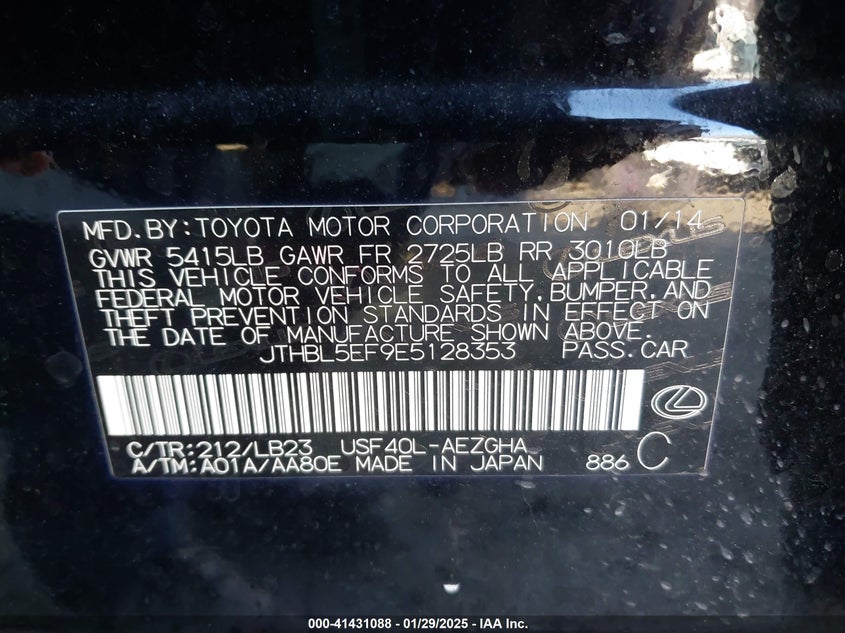 MFD.BY:TOYOTA MOTOR CORPORATION 01/14
GVWR 5415LB GAWR FR 2725LB RR 3010LB
THIS VEHICLE CONFORMS TO ALL APPLICABLE
FEDERAL MOTOR VEHICLE SAFETY,BUMPER,AND
THEFT PREVENTION STANDARDS IN EFFECT ON
THE DATE OF MANUFACTURE SHOWN ABOVE.
JTHBL5EF9E5128353 PASS.CAR
C/TR:212/LB23 USF40L-AEZGHA
A/TM:A01A/AA80E MADE IN JAPAN 886 C
000-41431088 - 01/29/2025 - IAA Inc.